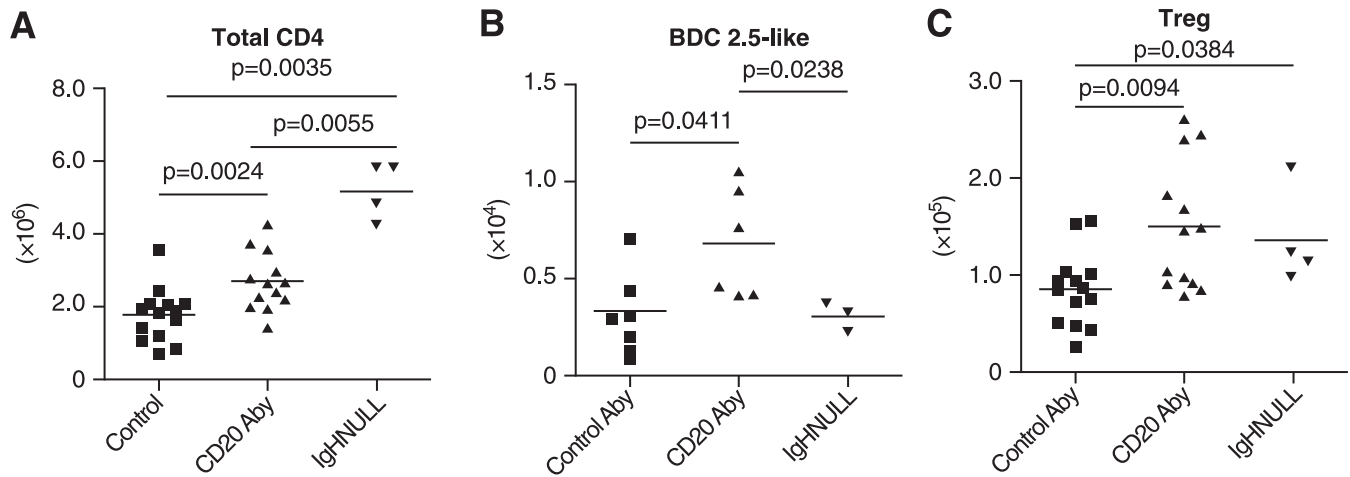 A
Total CD4
p=0.0035
p=0.0055
p=0.0024
8.0
6.0
4.0
2.0
0
(×10⁶)
Control
CD20 Aby
IgHNULL
B
BDC 2.5-like
p=0.0238
p=0.0411
1.5
1.0
0.5
0
(×10⁴)
Control Aby
CD20 Aby
IgHNULL
C
Treg
p=0.0384
p=0.0094
3.0
2.0
1.0
0
(×10⁵)
Control Aby
CD20 Aby
IgHNULL